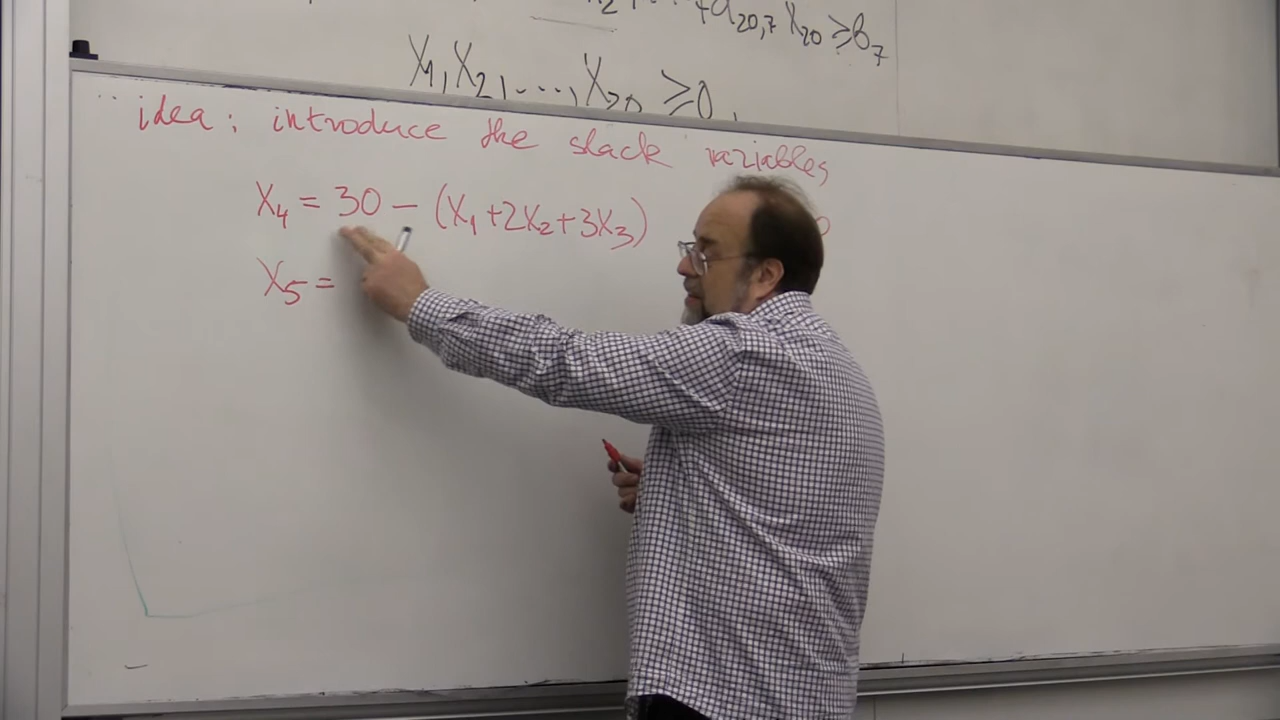 +a₂₀,₇ x₂₀ ≥ b₇
x₁, x₂, ..., x₂₀ ≥ 0,
idea: introduce the slack variables
x₄ = 30 − (x₁ + 2x₂ + 3x₃)
x₅ =